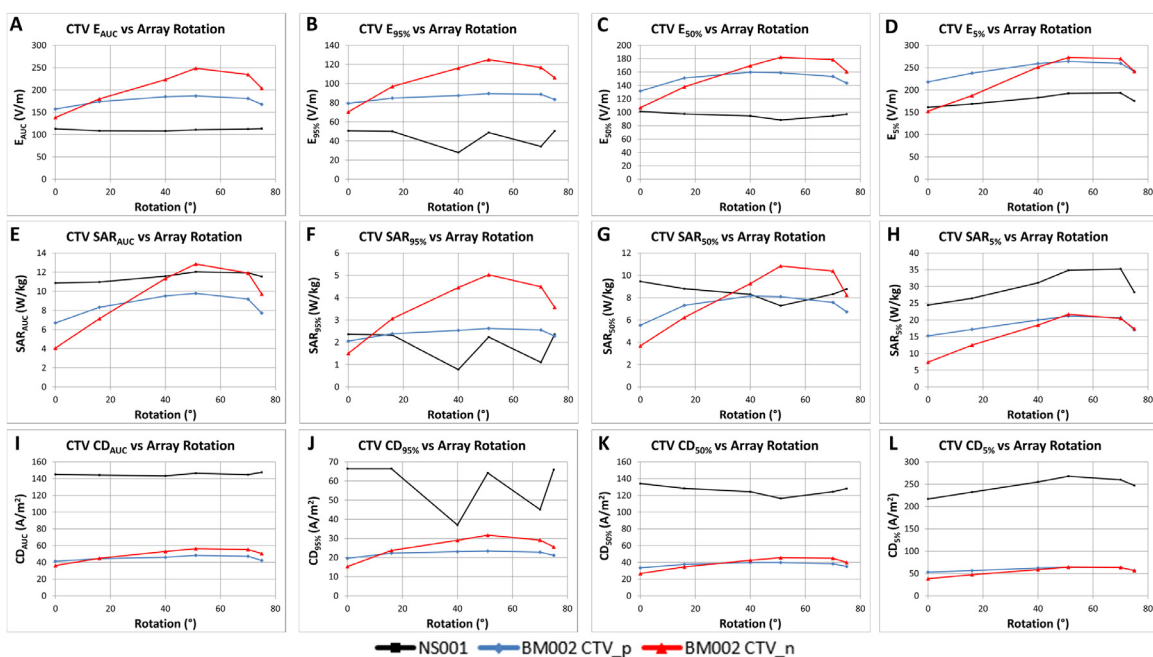 A CTV E_AUC vs Array Rotation
300
250
200
150
100
50
0
E_AUC (V/m)
0 20 40 60 80
Rotation (°)
B CTV E_95% vs Array Rotation
140
120
100
80
60
40
20
0
E_95% (V/m)
0 20 40 60 80
Rotation (°)
C CTV E_50% vs Array Rotation
200
180
160
140
120
100
80
60
40
20
0
E_50% (V/m)
0 20 40 60 80
Rotation (°)
D CTV E_5% vs Array Rotation
300
250
200
150
100
50
0
E_5% (V/m)
0 20 40 60 80
Rotation (°)
E CTV SAR_AUC vs Array Rotation
14
12
10
8
6
4
2
0
SAR_AUC (W/kg)
0 20 40 60 80
Rotation (°)
F CTV SAR_95% vs Array Rotation
6
5
4
3
2
1
0
SAR_95% (W/kg)
0 20 40 60 80
Rotation (°)
G CTV SAR_50% vs Array Rotation
12
10
8
6
4
2
0
SAR_50% (W/kg)
0 20 40 60 80
Rotation (°)
H CTV SAR_5% vs Array Rotation
40
35
30
25
20
15
10
5
0
SAR_5% (W/kg)
0 20 40 60 80
Rotation (°)
I CTV CD_AUC vs Array Rotation
160
140
120
100
80
60
40
20
0
CD_AUC (A/m²)
0 20 40 60 80
Rotation (°)
J CTV CD_95% vs Array Rotation
70
60
50
40
30
20
10
0
CD_95% (A/m²)
0 20 40 60 80
Rotation (°)
K CTV CD_50% vs Array Rotation
160
140
120
100
80
60
40
20
0
CD_50% (A/m²)
0 20 40 60 80
Rotation (°)
L CTV CD_5% vs Array Rotation
300
250
200
150
100
50
0
CD_5% (A/m²)
0 20 40 60 80
Rotation (°)
NS001 BM002 CTV_p BM002 CTV_n